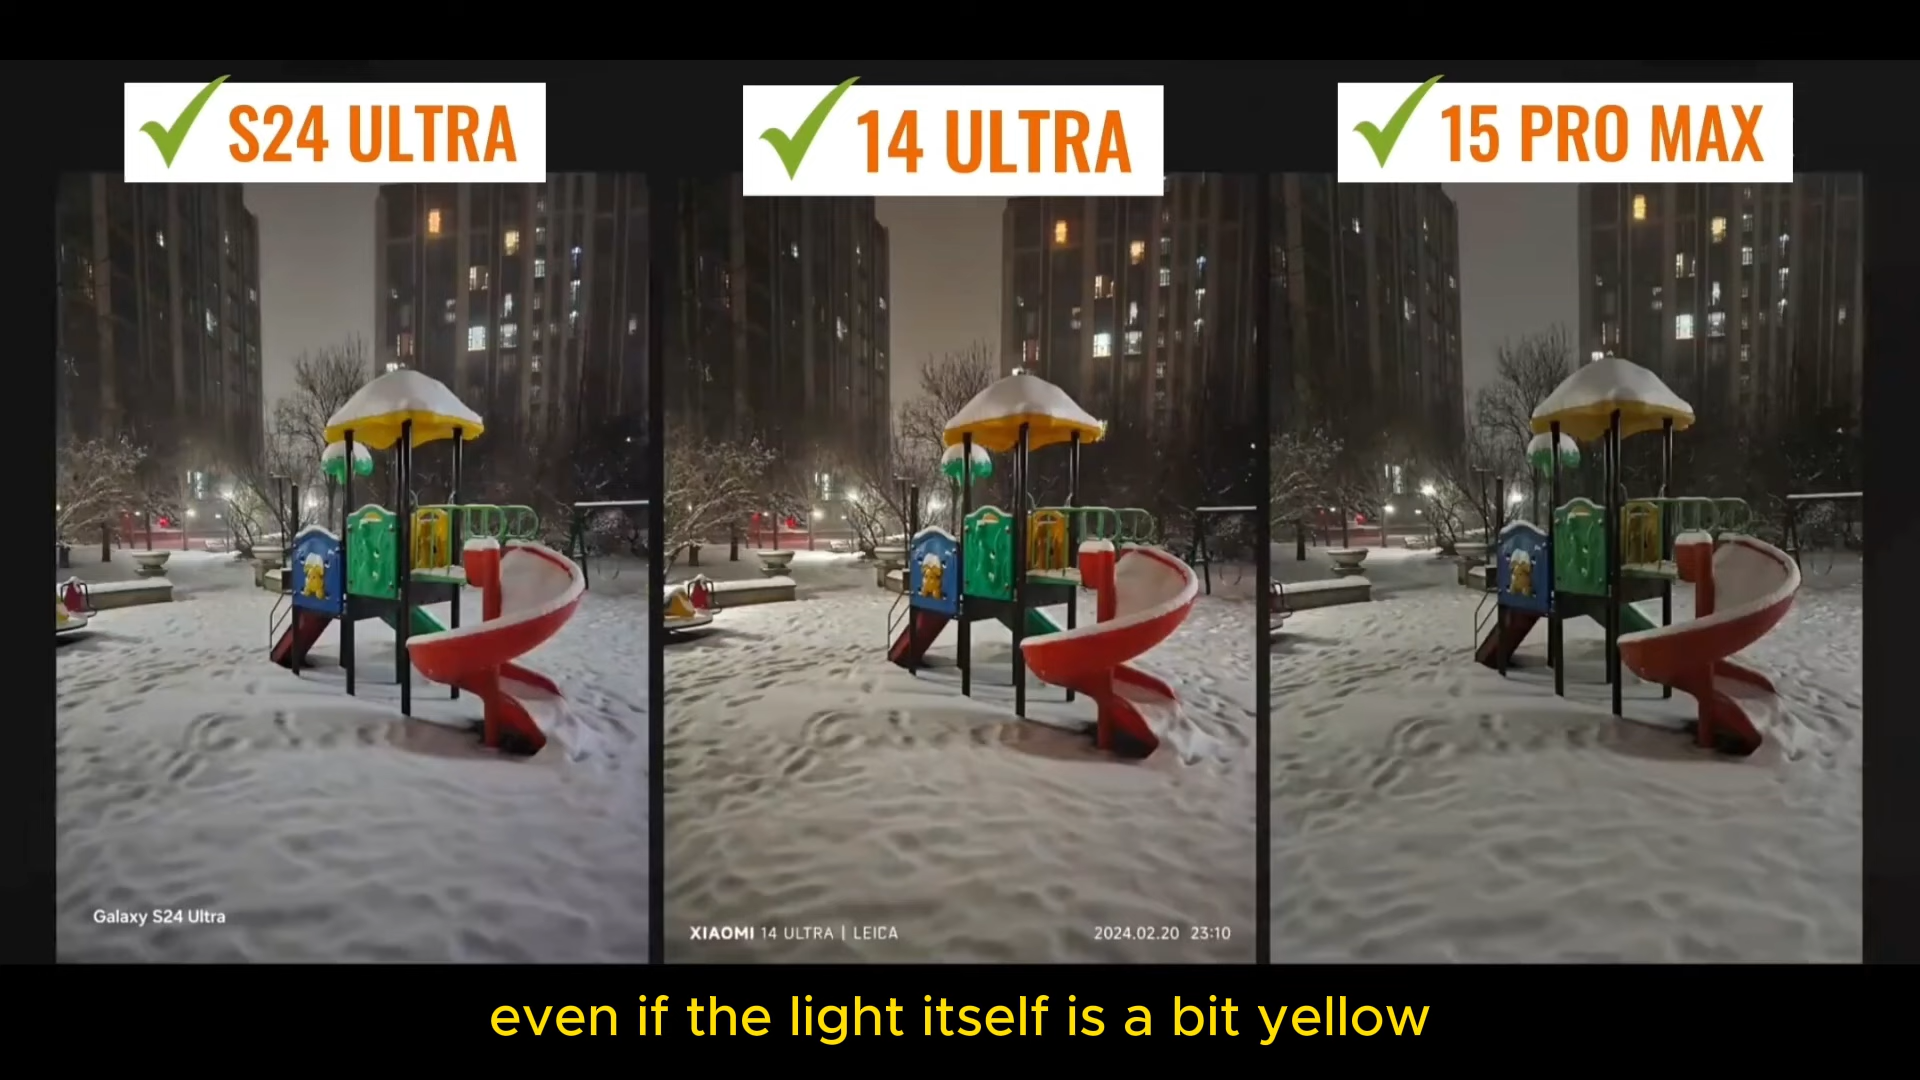 S24 ULTRA
14 ULTRA
15 PRO MAX
Galaxy S24 Ultra
XIAOMI 14 ULTRA | LEICA
2024.02.20 23:10
even if the light itself is a bit yellow